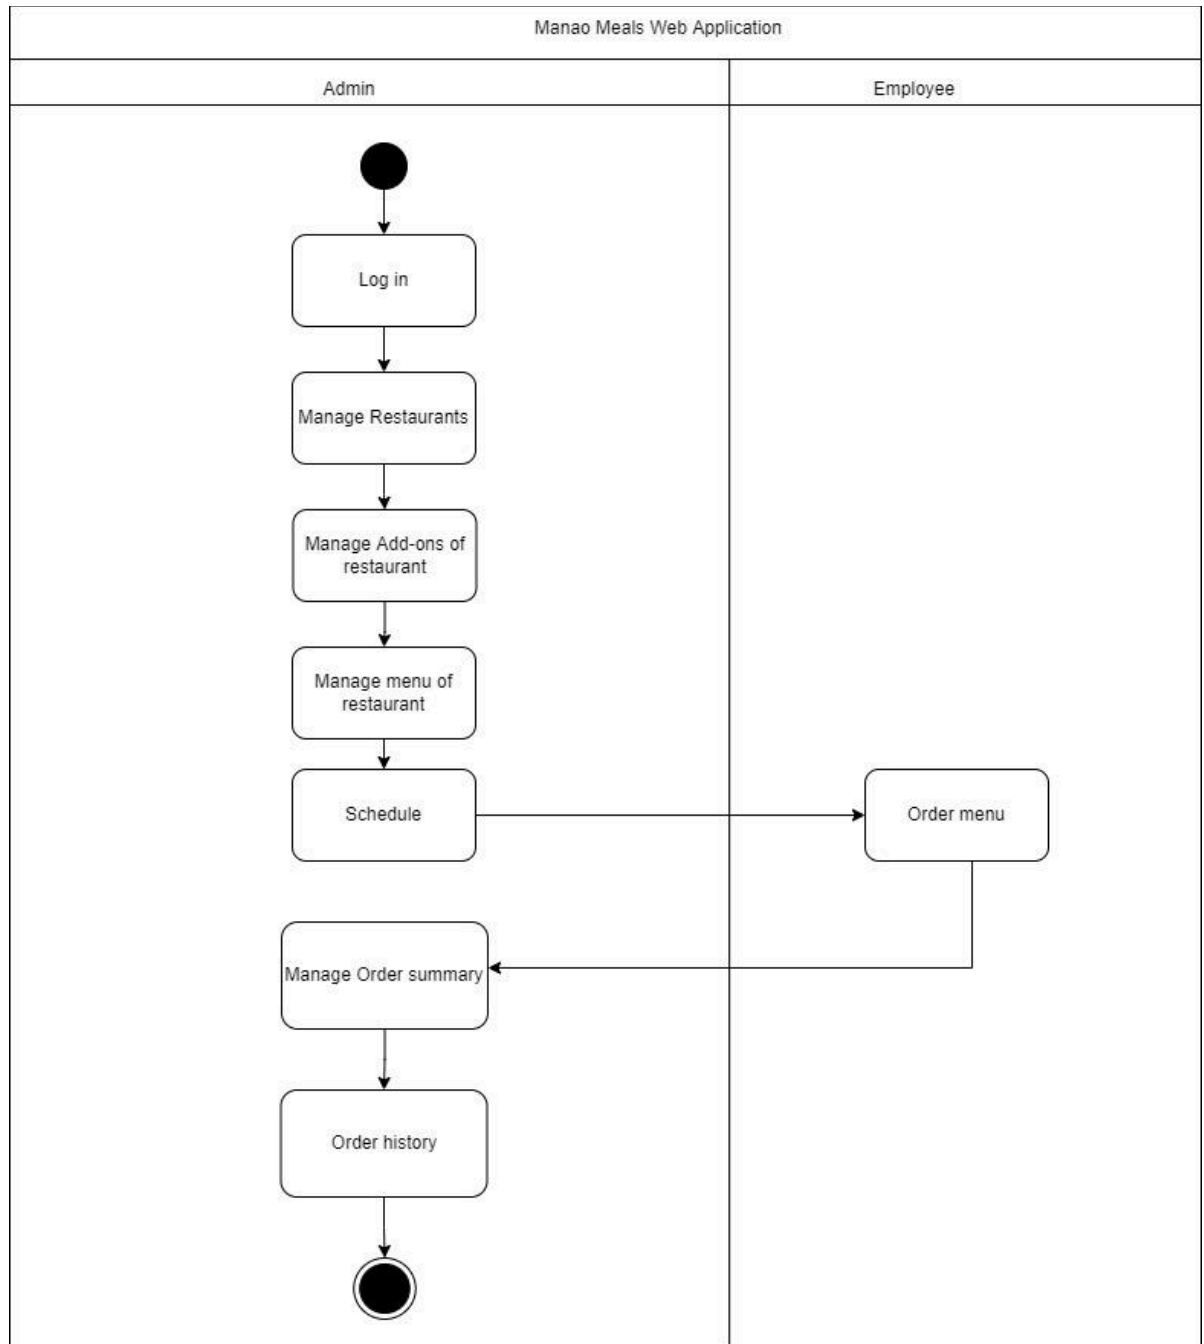 Manao Meals Web Application
Admin
Employee
Log in
Manage Restaurants
Manage Add-ons of
restaurant
Manage menu of
restaurant
Schedule
Order menu
Manage Order summary
Order history